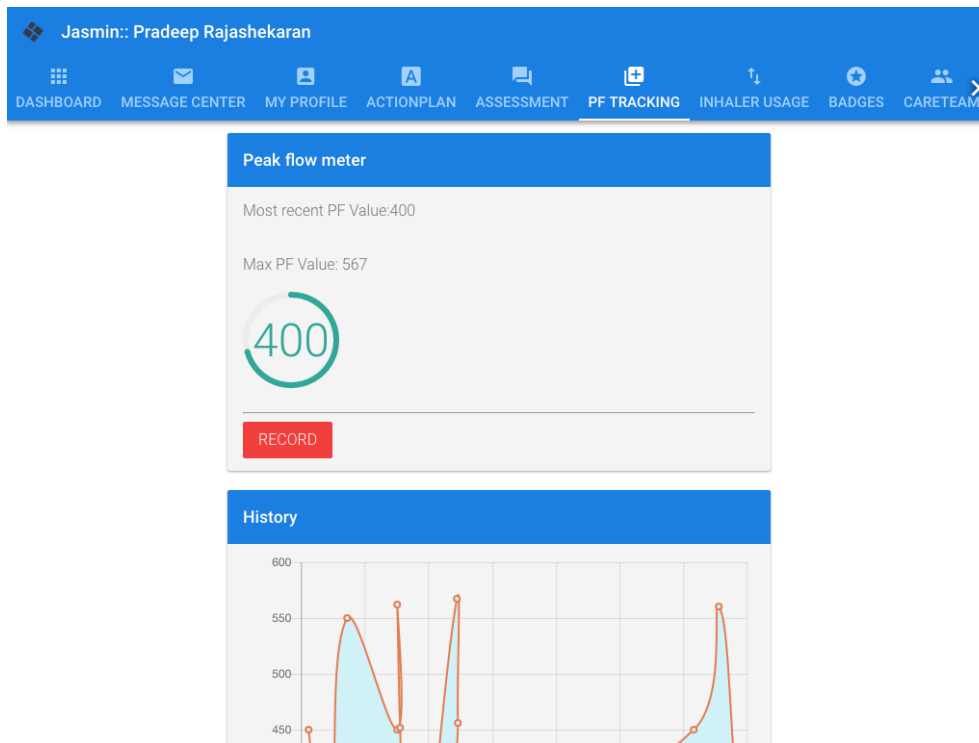 Jasmin:: Pradeep Rajashekaran
DASHBOARD MESSAGE CENTER MY PROFILE ACTIONPLAN ASSESSMENT PF TRACKING INHALER USAGE BADGES CARETEAM
Peak flow meter
Most recent PF Value:400
Max PF Value: 567
400
RECORD
History
600
550
500
450